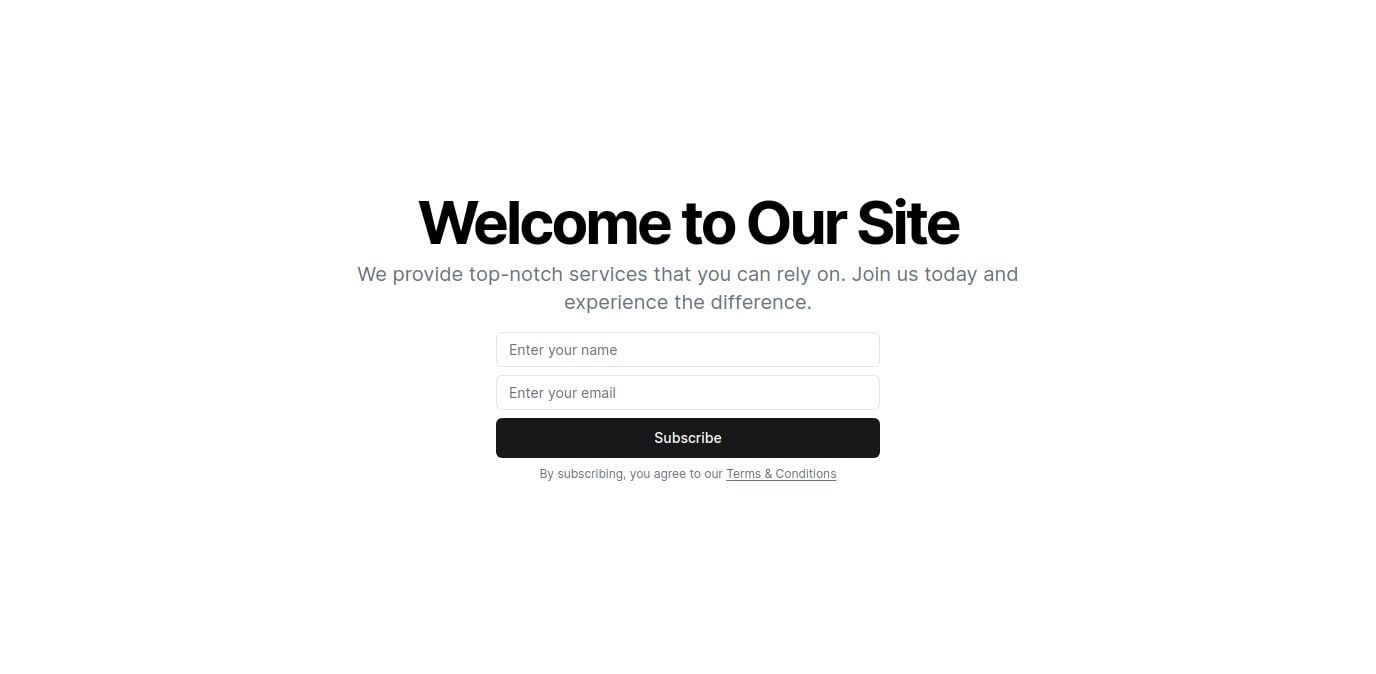 Welcome to Our Site
We provide top-notch services that you can rely on. Join us today and
experience the difference.
Enter your name
Enter your email
Subscribe
By subscribing, you agree to our Terms & Conditions